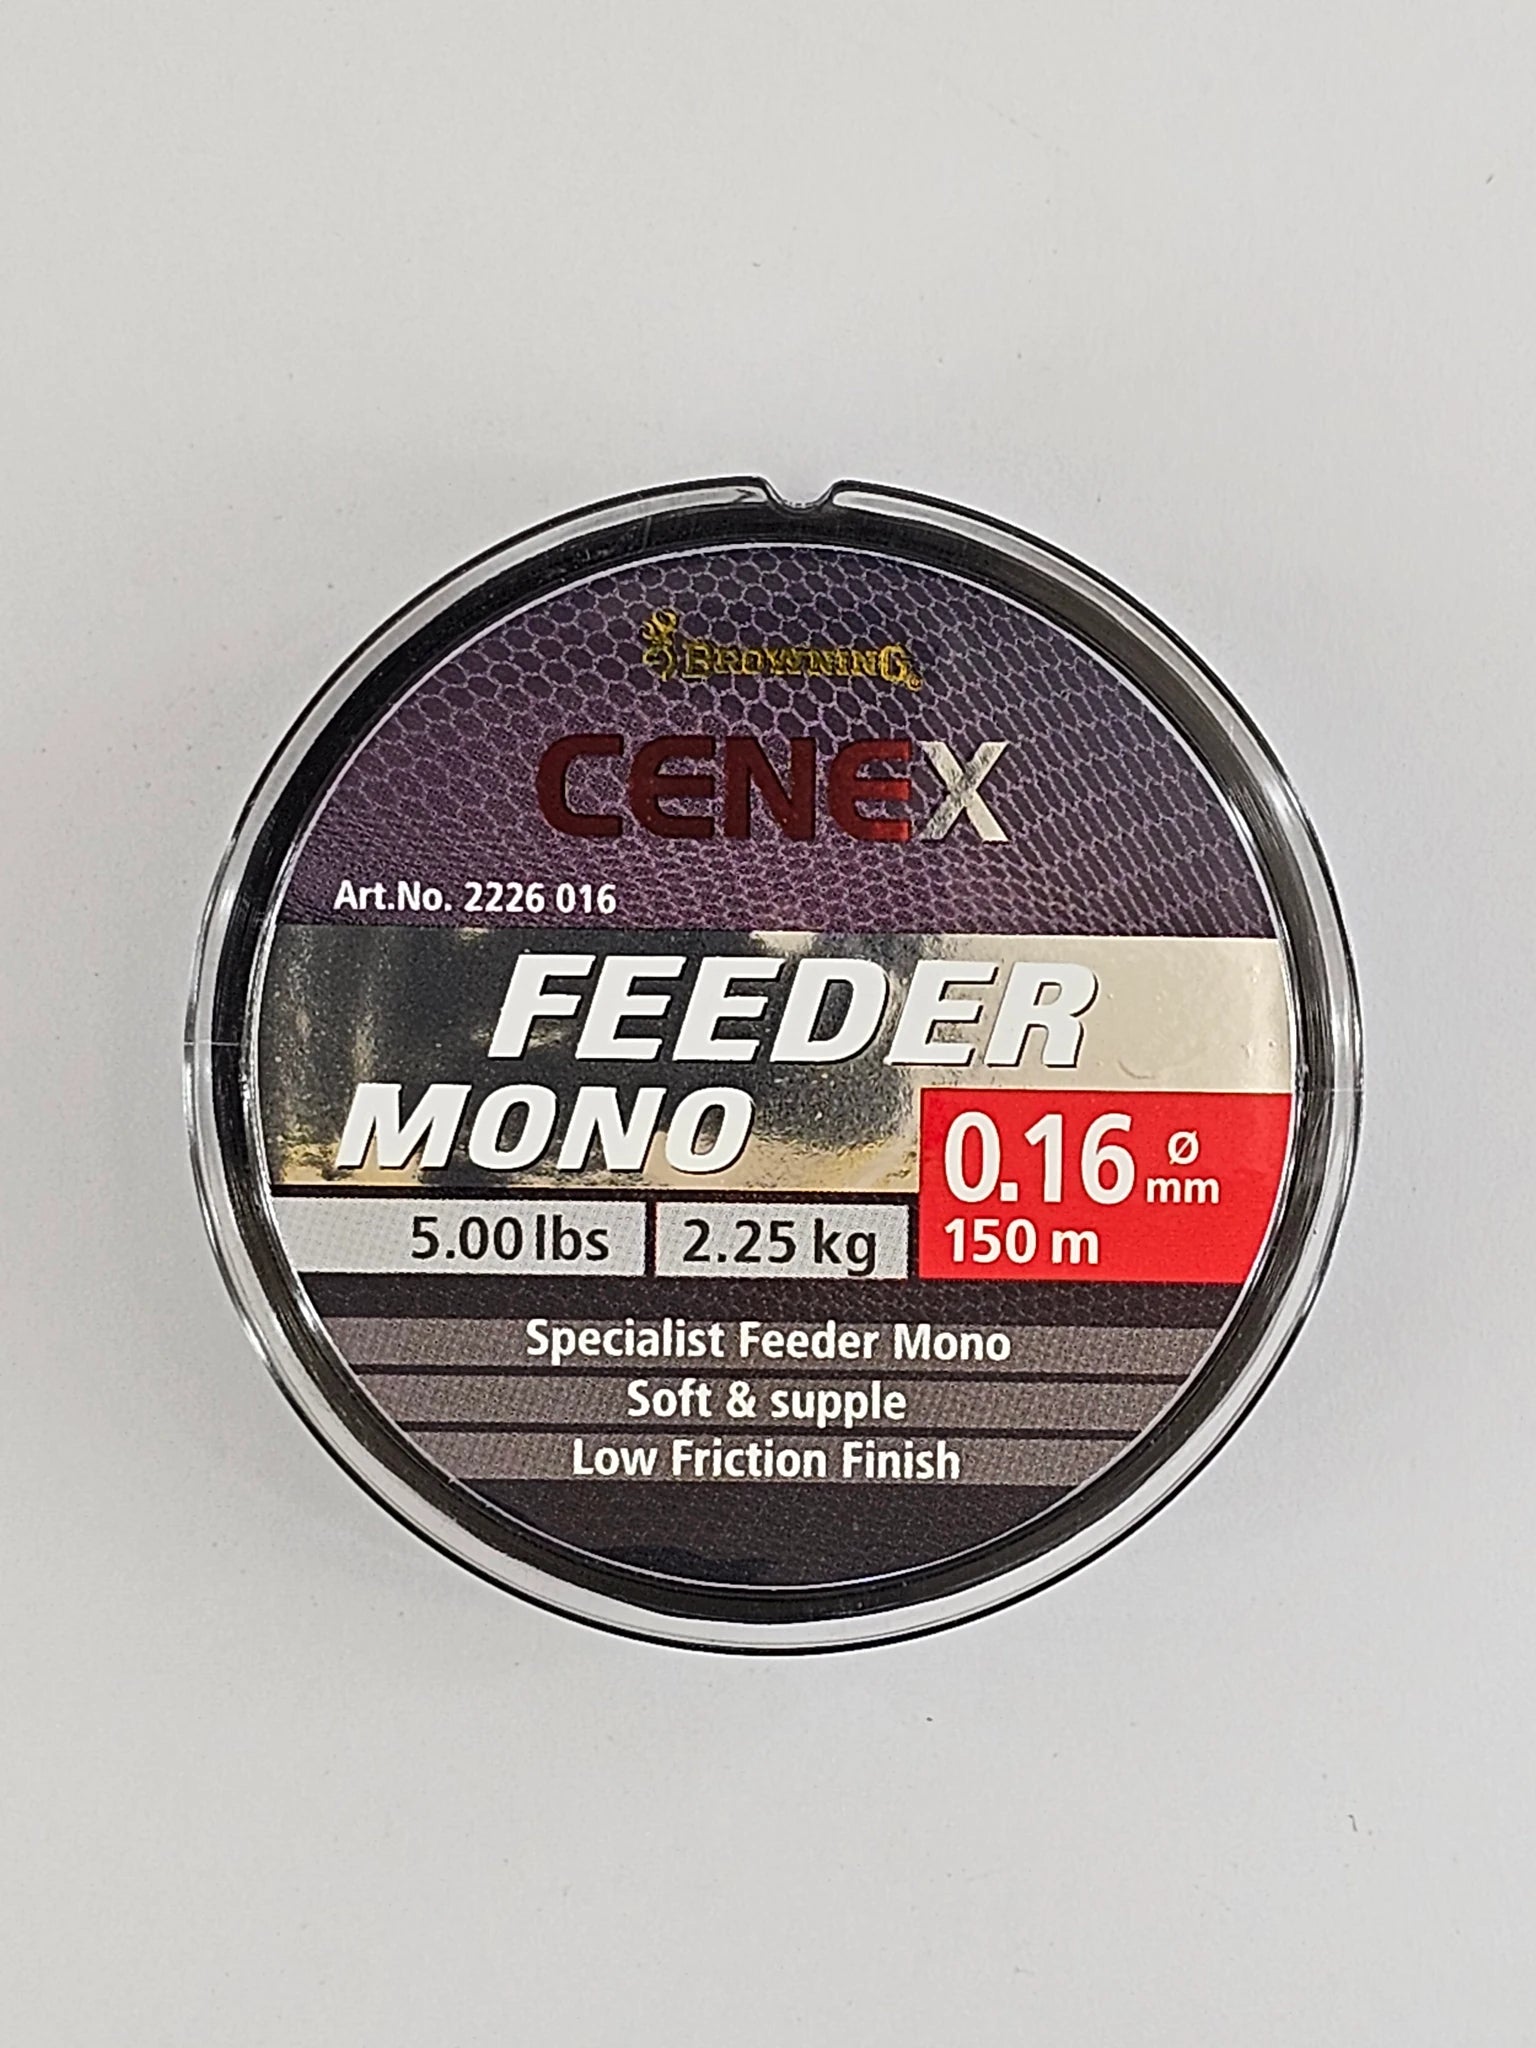 BROWNING®
CENEX
Art.No. 2226 016
FEEDER
MONO
0.16 Ø mm
5.00 lbs 2.25 kg 150 m
Specialist Feeder Mono
Soft & supple
Low Friction Finish